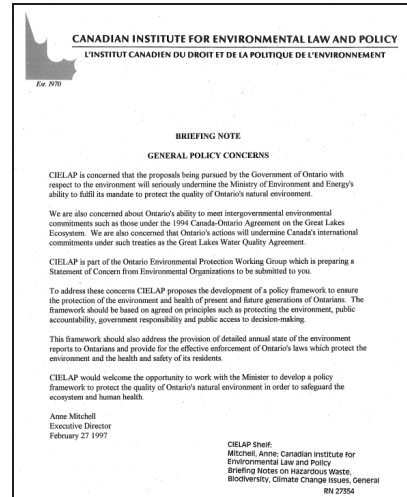 CANADIAN INSTITUTE FOR ENVIRONMENTAL LAW AND POLICY
L'INSTITUT CANADIEN DU DROIT ET DE LA POLITIQUE DE L'ENVIRONNEMENT
Est. 1970
BRIEFING NOTE
GENERAL POLICY CONCERNS
CIELAP is concerned that the proposals being pursued by the Government of Ontario with
respect to the environment will seriously undermine the Ministry of Environment and Energy's
ability to fulfil its mandate to protect the quality of Ontario's natural environment.
We are also concerned about Ontario's ability to meet intergovernmental environmental
commitments such as those under the 1994 Canada-Ontario Agreement on the Great Lakes
Ecosystem. We are also concerned that Ontario's actions will undermine Canada's international
commitments under such treaties as the Great Lakes Water Quality Agreement.
CIELAP is part of the Ontario Environmental Protection Working Group which is preparing a
Statement of Concern from Environmental Organizations to be submitted to you.
To address these concerns CIELAP proposes the development of a policy framework to ensure
the protection of the environment and health of present and future generations of Ontarians. The
framework should be based on agreed on principles such as protecting the environment, public
accountability, government responsibility and public access to decision-making.
This framework should also address the provision of detailed annual state of the environment
reports to Ontarians and provide for the effective enforcement of Ontario's laws which protect the
environment and the health and safety of its residents.
CIELAP would welcome the opportunity to work with the Minister to develop a policy
framework to protect the quality of Ontario's natural environment in order to safeguard the
ecosystem and human health.
Anne Mitchell
Executive Director
February 27 1997
CIELAP Shelf:
Mitchell, Anne; Canadian Institute for
Environmental Law and Policy
Briefing Notes on Hazardous Waste,
Biodiversity, Climate Change Issues, General
RN 27354